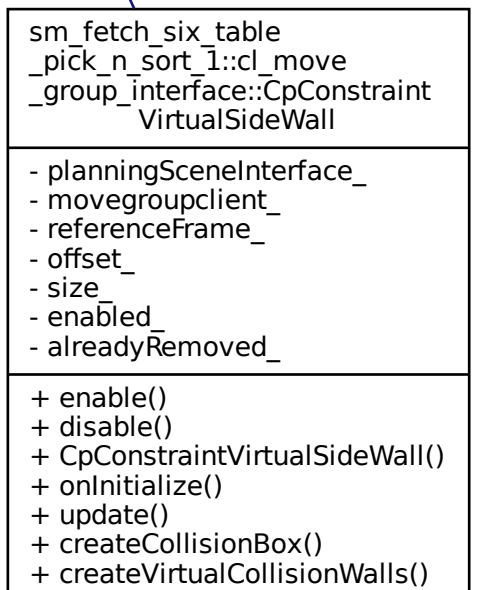 sm_fetch_six_table
_pick_n_sort_1::cl_move
_group_interface::CpConstraint
VirtualSideWall
- planningSceneInterface_
- movegroupclient_
- referenceFrame_
- offset_
- size_
- enabled_
- alreadyRemoved_
+ enable()
+ disable()
+ CpConstraintVirtualSideWall()
+ onInitialize()
+ update()
+ createCollisionBox()
+ createVirtualCollisionWalls()